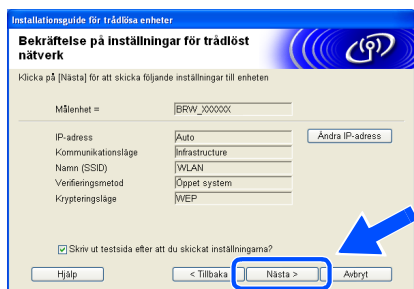 Installationsguide för trådlösa enheter
Bekräftelse på inställningar för trådlöst
nätverk
Klicka på [Nästa] för att skicka följande inställningar till enheten
Målenhet = BRW_XXXXXX
IP-adress Auto Ändra IP-adress
Kommunikationsläge Infrastructure
Namn (SSID) WLAN
Verifieringsmetod Öppet system
Krypteringsläge WEP
Skriv ut testsida efter att du skickat inställningarna?
Hjälp < Tillbaka Nästa > Avbryt